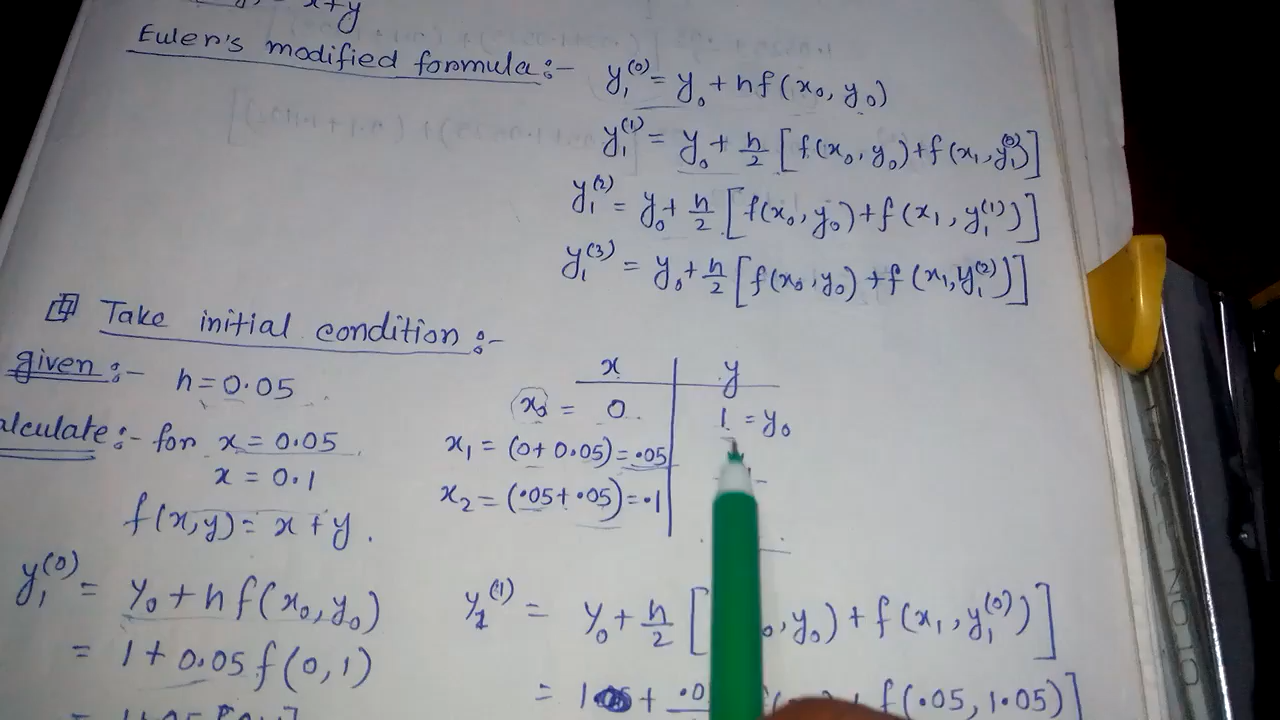 x+y
Euler's modified formula :- y₁⁽⁰⁾ = y₀ + hf(x₀, y₀)
y₁⁽¹⁾ = y₀ + h/2 [f(x₀, y₀) + f(x₁, y₁⁽⁰⁾)]
y₁⁽²⁾ = y₀ + h/2 [f(x₀, y₀) + f(x₁, y₁⁽¹⁾)]
y₁⁽³⁾ = y₀ + h/2 [f(x₀, y₀) + f(x₁, y₁⁽²⁾)]
Take initial condition :-
given :- h = 0.05
x y
x₀ = 0 1 = y₀
alculate :- for x = 0.05
x₁ = (0 + 0.05) = .05
x = 0.1
x₂ = (.05 + .05) = .1
f(x,y) = x + y.
y₁⁽⁰⁾ = y₀ + hf(x₀, y₀)
= 1 + 0.05 f(0, 1)
y₁⁽¹⁾ = y₀ + h/2 [ ₀, y₀) + f(x₁, y₁⁽⁰⁾)]
= 1 + .0 + f(.05, 1.05)]